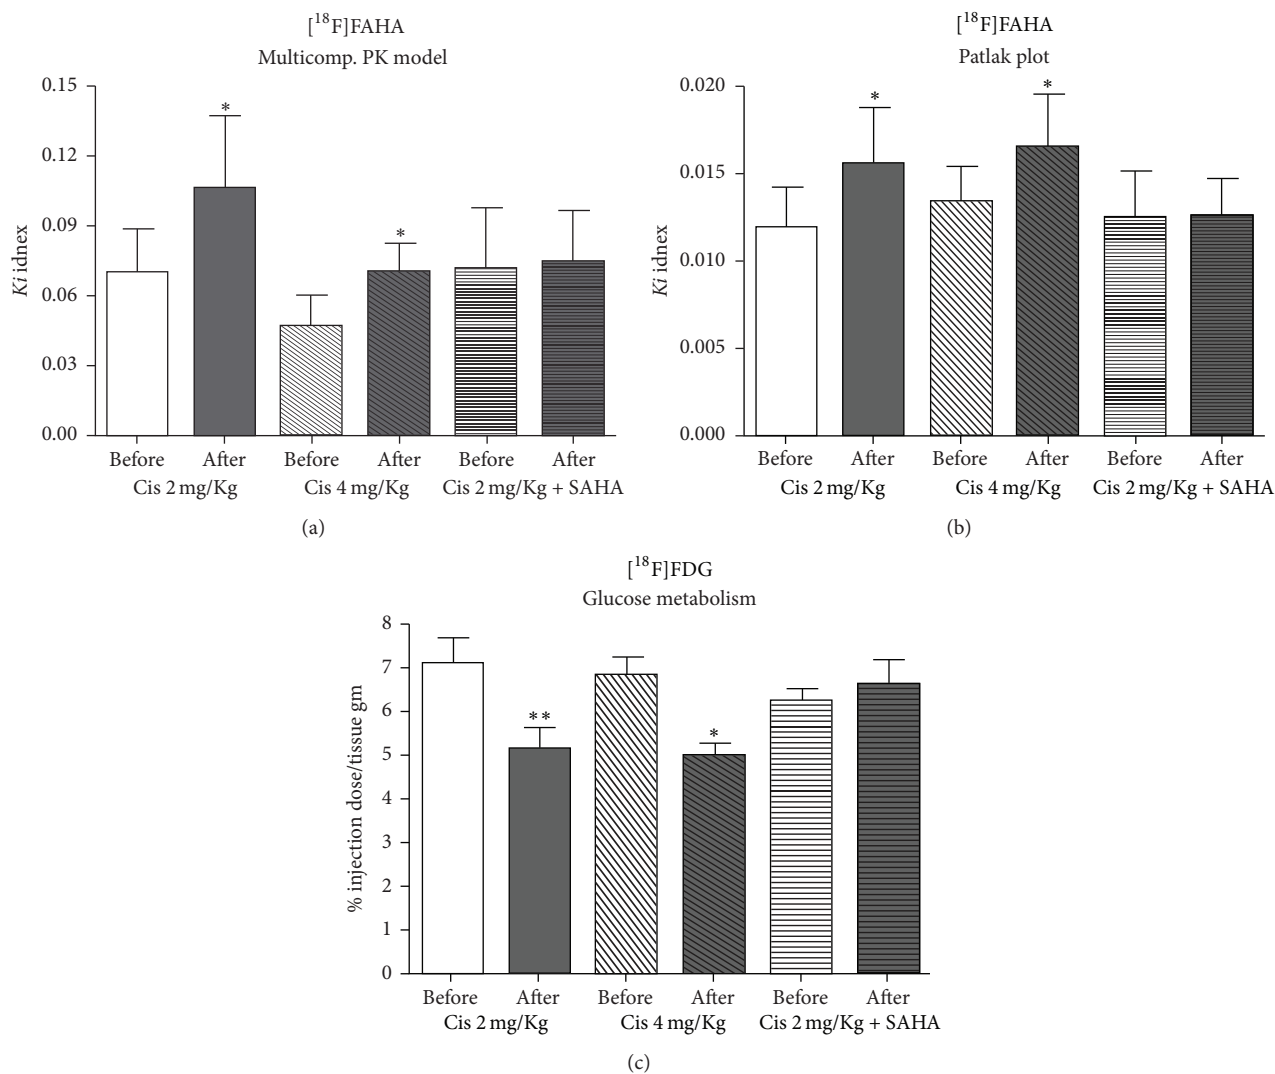 [¹⁸F]FAHA
Multicomp. PK model
0.15
0.12
0.09
0.06
0.03
0.00
Ki idnex
*
*
Before After Before After Before After
Cis 2 mg/Kg Cis 4 mg/Kg Cis 2 mg/Kg + SAHA
(a)
[¹⁸F]FAHA
Patlak plot
0.020
0.015
0.010
0.005
0.000
Ki idnex
*
*
Before After Before After Before After
Cis 2 mg/Kg Cis 4 mg/Kg Cis 2 mg/Kg + SAHA
(b)
[¹⁸F]FDG
Glucose metabolism
8
7
6
5
4
3
2
1
0
% injection dose/tissue gm
**
*
Before After Before After Before After
Cis 2 mg/Kg Cis 4 mg/Kg Cis 2 mg/Kg + SAHA
(c)